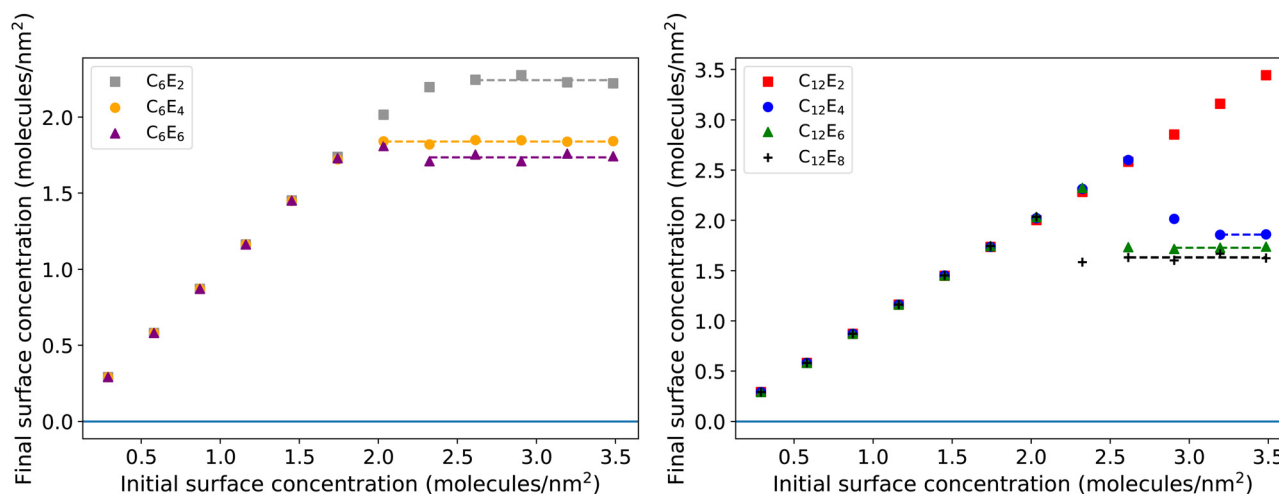 Final surface concentration (molecules/nm²)
C₆E₂
C₆E₄
C₆E₆
2.0
1.5
1.0
0.5
0.0
0.5 1.0 1.5 2.0 2.5 3.0 3.5
Initial surface concentration (molecules/nm²)
Final surface concentration (molecules/nm²)
C₁₂E₂
C₁₂E₄
C₁₂E₆
C₁₂E₈
3.5
3.0
2.5
2.0
1.5
1.0
0.5
0.0
0.5 1.0 1.5 2.0 2.5 3.0 3.5
Initial surface concentration (molecules/nm²)